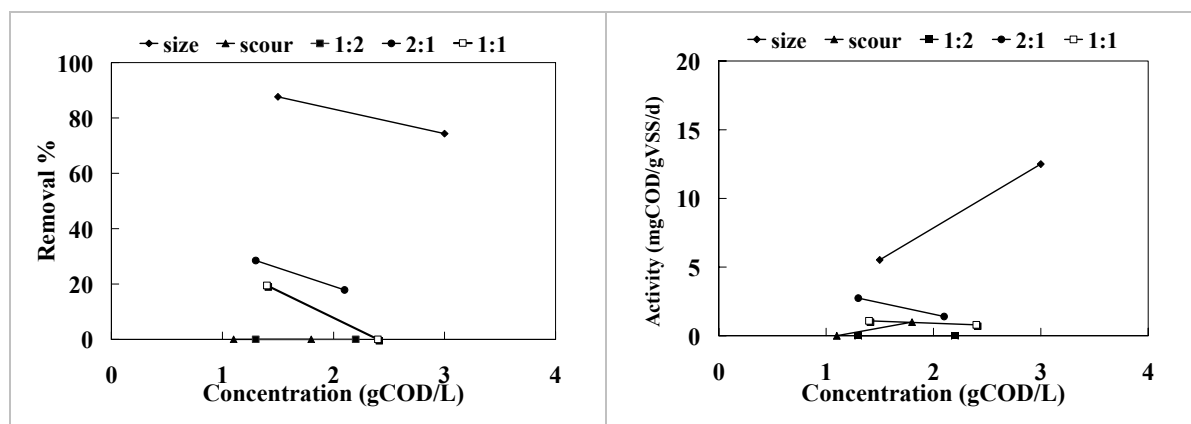 size scour 1:2 2:1 1:1
100
80
60
40
20
0
Removal %
0 1 2 3 4
Concentration (gCOD/L)
size scour 1:2 2:1 1:1
20
15
10
5
0
Activity (mgCOD/gVSS/d)
0 1 2 3 4
Concentration (gCOD/L)